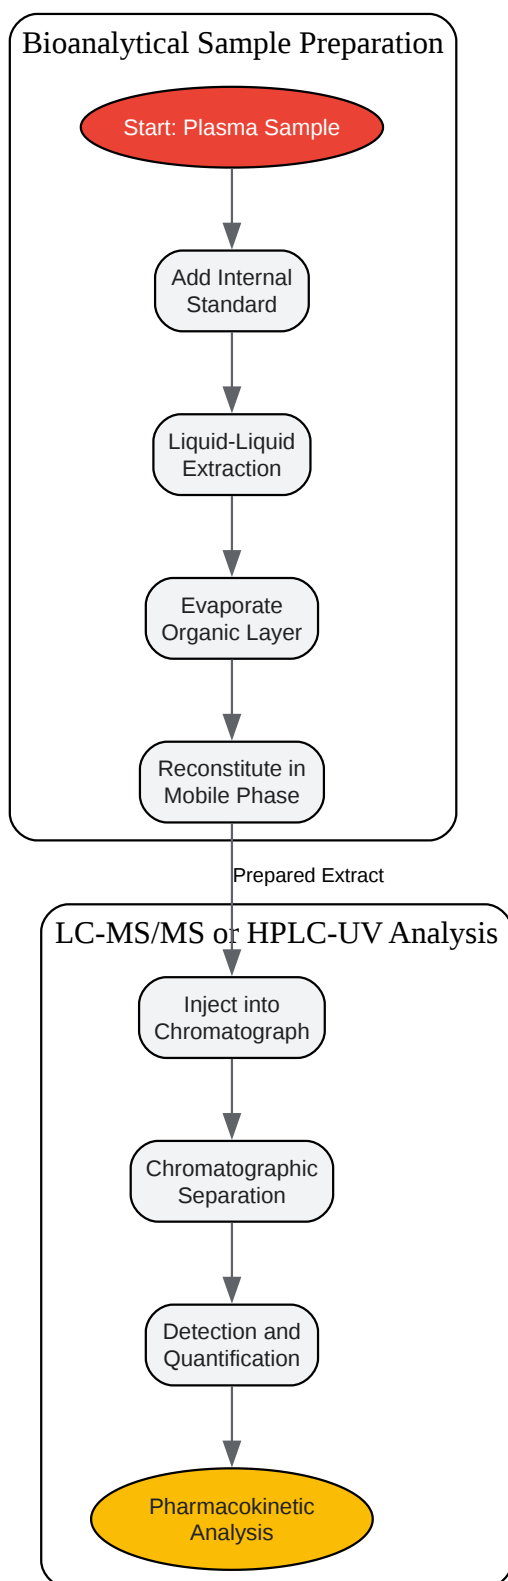 Bioanalytical Sample Preparation
Start: Plasma Sample
Add Internal
Standard
Liquid-Liquid
Extraction
Evaporate
Organic Layer
Reconstitute in
Mobile Phase
Prepared Extract
LC-MS/MS or HPLC-UV Analysis
Inject into
Chromatograph
Chromatographic
Separation
Detection and
Quantification
Pharmacokinetic
Analysis